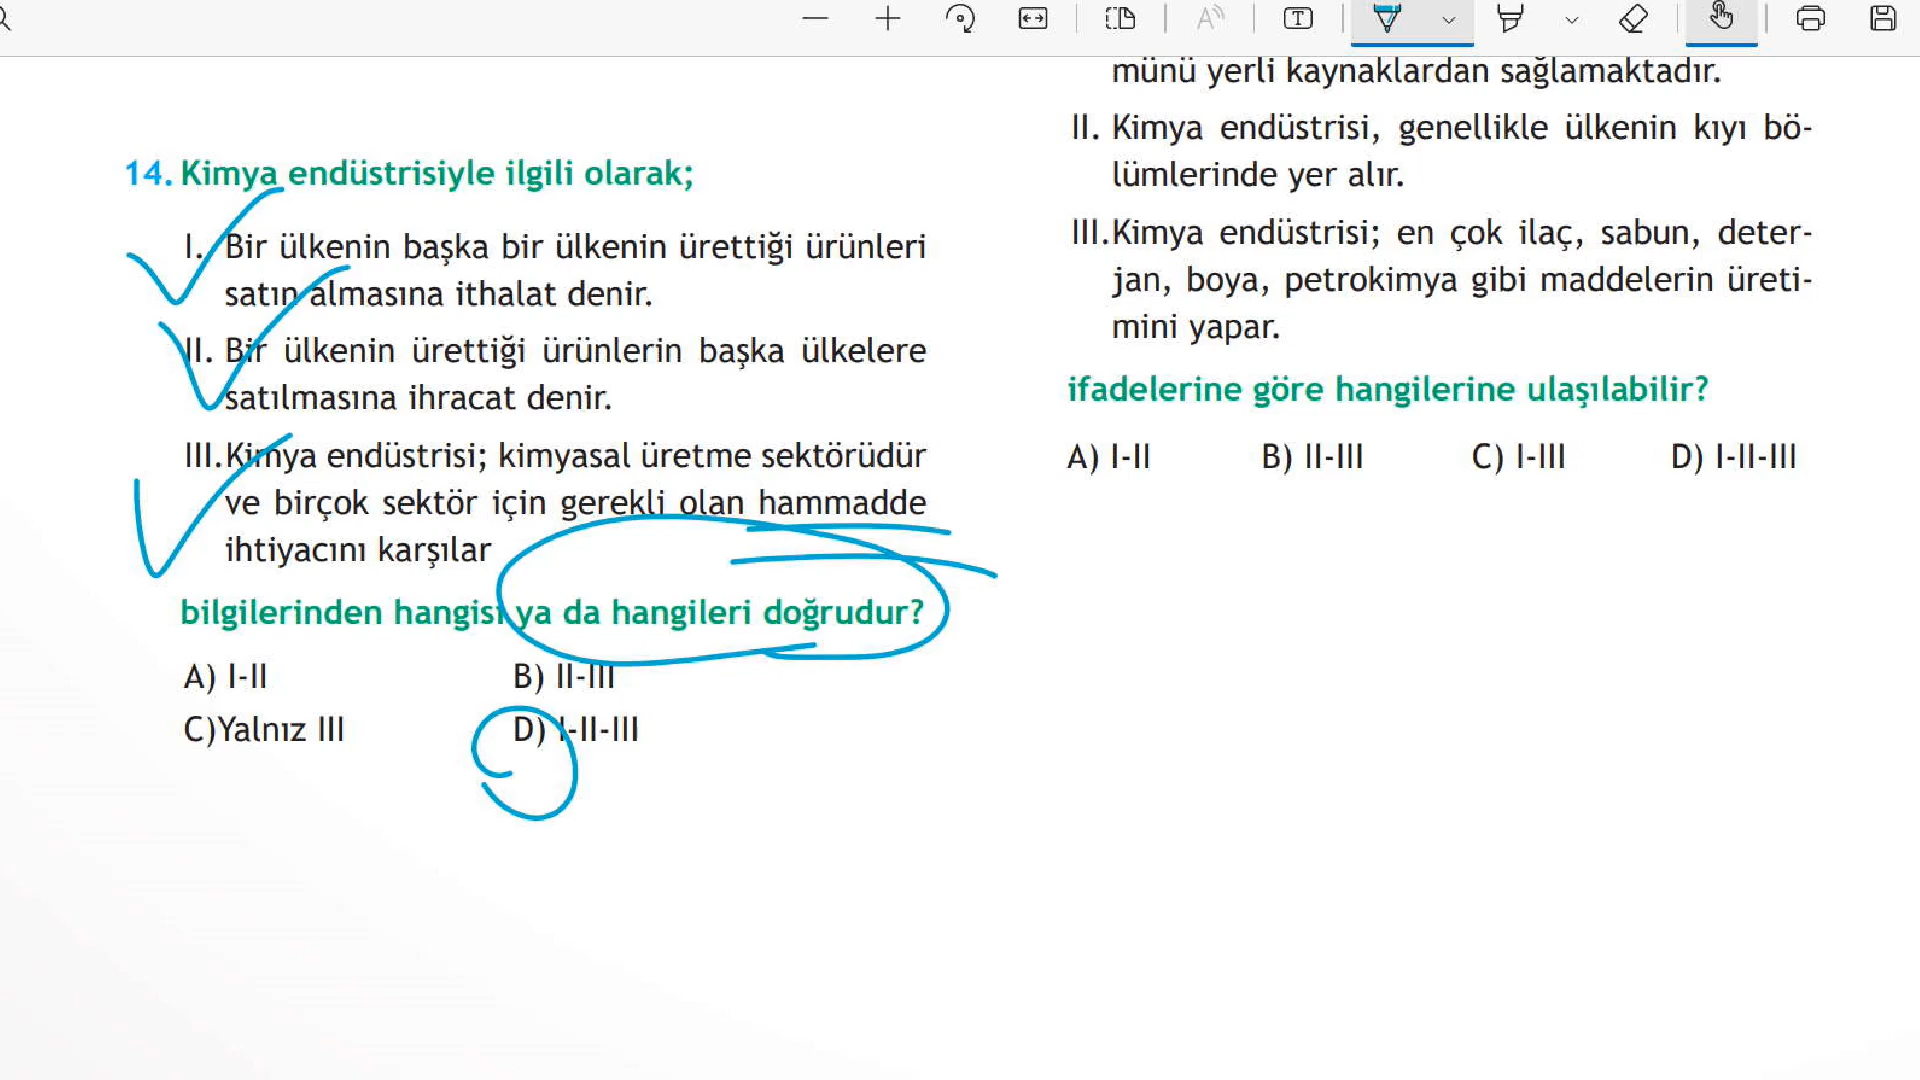 14. Kimya endüstrisiyle ilgili olarak;
I. Bir ülkenin başka bir ülkenin ürettiği ürünleri
satın almasına ithalat denir.
II. Bir ülkenin ürettiği ürünlerin başka ülkelere
satılmasına ihracat denir.
III.Kimya endüstrisi; kimyasal üretme sektörüdür
ve birçok sektör için gerekli olan hammadde
ihtiyacını karşılar
bilgilerinden hangisi ya da hangileri doğrudur?
A) I-II B) II-III
C)Yalnız III D) I-II-III
münü yerli kaynaklardan sağlamaktadır.
II. Kimya endüstrisi, genellikle ülkenin kıyı bö-
lümlerinde yer alır.
III.Kimya endüstrisi; en çok ilaç, sabun, deter-
jan, boya, petrokimya gibi maddelerin üreti-
mini yapar.
ifadelerine göre hangilerine ulaşılabilir?
A) I-II B) II-III C) I-III D) I-II-III